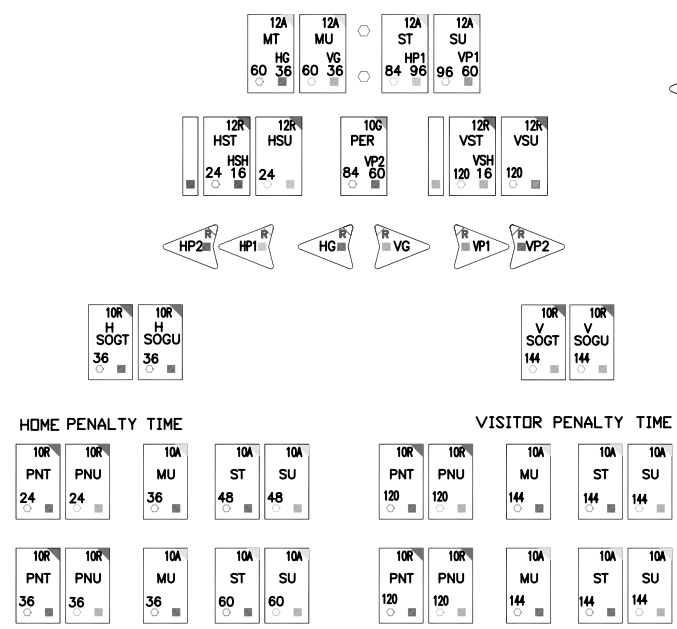 12A 12A 12A 12A
MT MU ST SU
HG VG HP1 VP1
60 36 60 36 84 96 96 60
12R 12R 10G 12R 12R
HST HSU PER VST VSU
HSH VP2 VSH
24 16 24 84 60 120 16 120
R R R R R R
HP2 HP1 HG VG VP1 VP2
10R 10R 10R 10R
H H V V
SOGT SOGU SOGT SOGU
36 36 144 144
HOME PENALTY TIME VISITOR PENALTY TIME
10R 10R 10A 10A 10A 10R 10R 10A 10A 10A
PNT PNU MU ST SU PNT PNU MU ST SU
24 24 36 48 48 120 120 144 144 144
10R 10R 10A 10A 10A 10R 10R 10A 10A 10A
PNT PNU MU ST SU PNT PNU MU ST SU
36 36 36 60 60 120 120 144 144 144